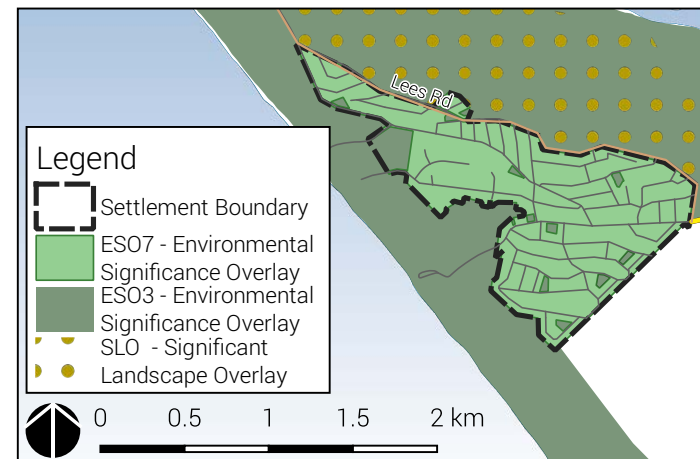 Lees Rd
Legend
Settlement Boundary
ESO7 - Environmental
Significance Overlay
ESO3 - Environmental
Significance Overlay
SLO - Significant
Landscape Overlay
0 0.5 1 1.5 2 km